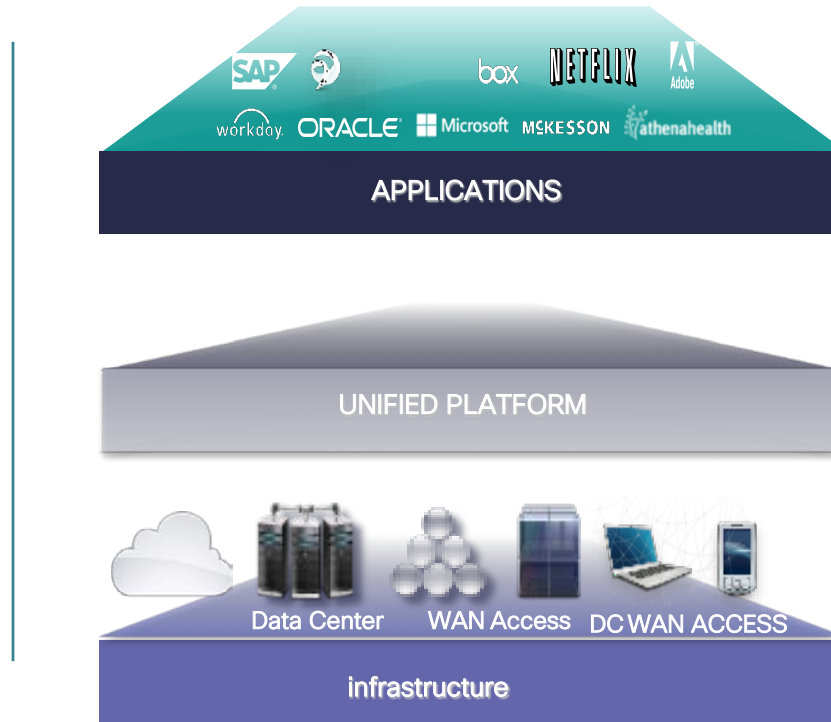 SAP
box
NETFLIX
Adobe
workday.
ORACLE
Microsoft
MCKESSON
athenahealth
APPLICATIONS
UNIFIED PLATFORM
Data Center
WAN Access
DC WAN ACCESS
infrastructure